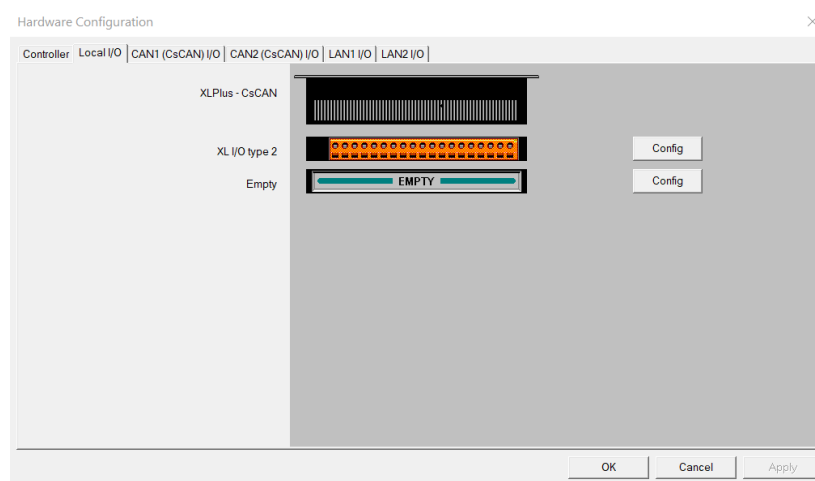 Hardware Configuration
Controller Local I/O CAN1 (CsCAN) I/O CAN2 (CsCAN) I/O LAN1 I/O LAN2 I/O
XLPlus - CsCAN
XL I/O type 2 Config
Empty EMPTY Config
OK Cancel Apply